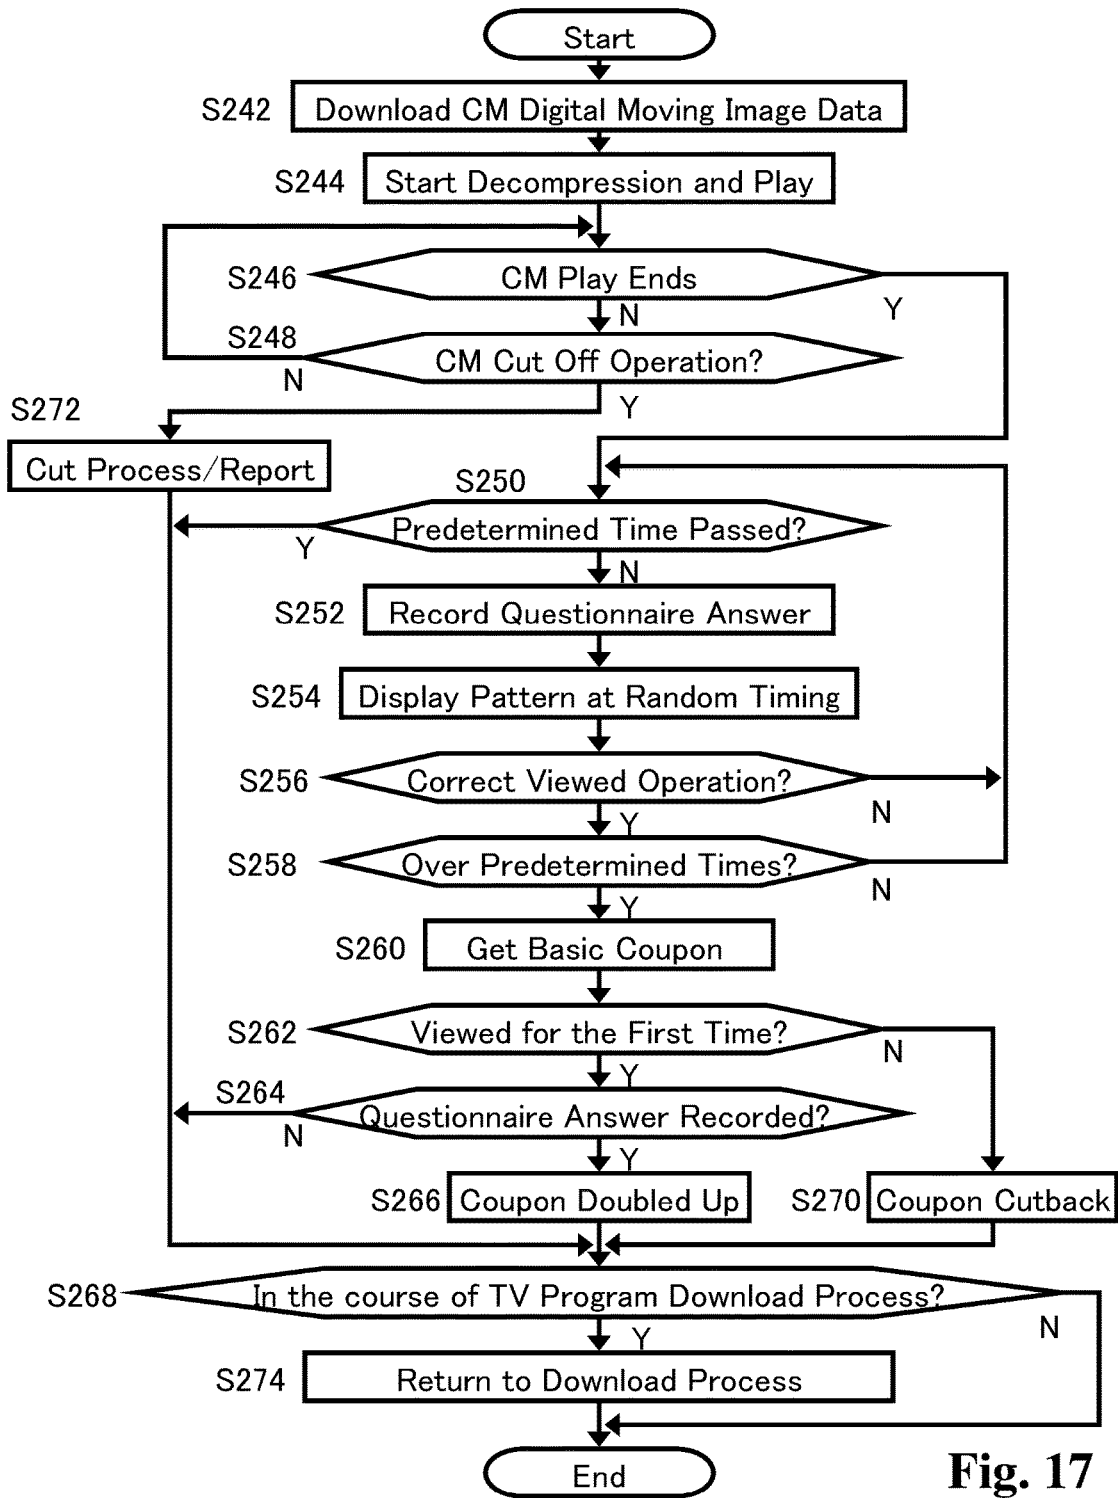 Start
S242
Download CM Digital Moving Image Data
S244
Start Decompression and Play
S246
CM Play Ends
Y
N
S248
CM Cut Off Operation?
N
Y
S272
Cut Process/Report
S250
Predetermined Time Passed?
Y
N
S252
Record Questionnaire Answer
S254
Display Pattern at Random Timing
S256
Correct Viewed Operation?
N
Y
S258
Over Predetermined Times?
N
Y
S260
Get Basic Coupon
S262
Viewed for the First Time?
N
Y
S264
Questionnaire Answer Recorded?
N
Y
S266
Coupon Doubled Up
S270
Coupon Cutback
S268
In the course of TV Program Download Process?
N
Y
S274
Return to Download Process
End
Fig. 17